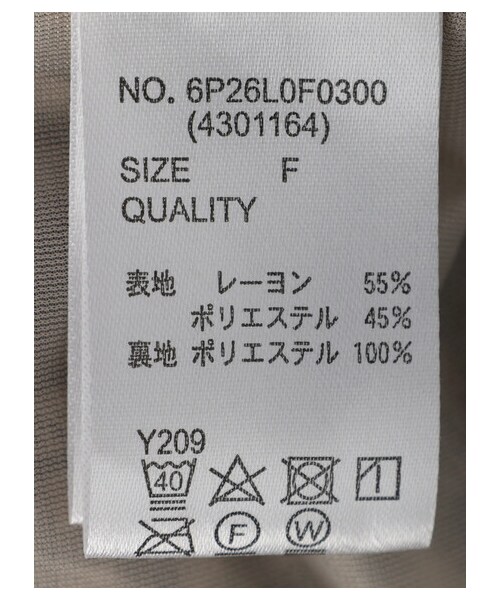 NO. 6P26L0F0300
(4301164)
SIZE F
QUALITY
表地 レーヨン 55%
ポリエステル 45%
裏地 ポリエステル 100%
Y209
40
F W